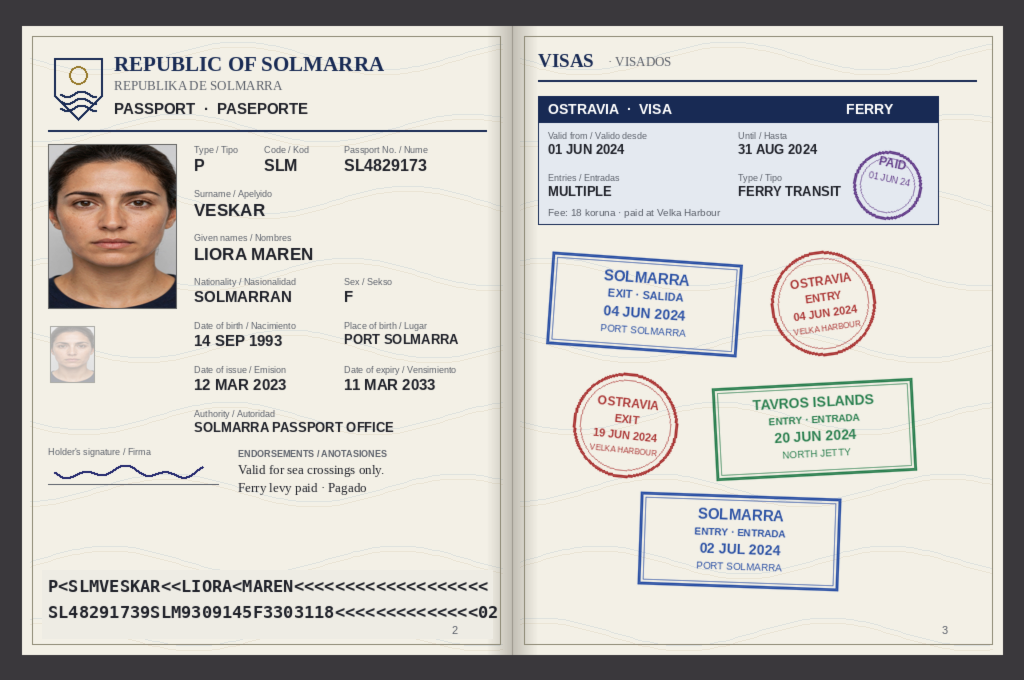 REPUBLIC OF SOLMARRA
REPUBLIKA DE SOLMARRA
PASSPORT · PASEPORTE
Type / Tipo Code / Kod Passport No. / Nume
P SLM SL4829173
Surname / Apelyido
VESKAR
Given names / Nombres
LIORA MAREN
Nationality / Nasionalidad Sex / Sekso
SOLMARRAN F
Date of birth / Nacimiento Place of birth / Lugar
14 SEP 1993 PORT SOLMARRA
Date of issue / Emision Date of expiry / Vensimiento
12 MAR 2023 11 MAR 2033
Authority / Autoridad
SOLMARRA PASSPORT OFFICE
Holder's signature / Firma
ENDORSEMENTS / ANOTASIONES
Valid for sea crossings only.
Ferry levy paid · Pagado
P<SLMVESKAR<<LIORA<MAREN<<<<<<<<<<<<<<<<<<<
SL48291739SLM9309145F3303118<<<<<<<<<<<<<<02
2
VISAS · VISADOS
OSTRAVIA · VISA FERRY
Valid from / Valido desde Until / Hasta
01 JUN 2024 31 AUG 2024
Entries / Entradas Type / Tipo
MULTIPLE FERRY TRANSIT
Fee: 18 koruna · paid at Velka Harbour
PAID
01 JUN 24
SOLMARRA
EXIT · SALIDA
04 JUN 2024
PORT SOLMARRA
OSTRAVIA
ENTRY
04 JUN 2024
VELKA HARBOUR
OSTRAVIA
EXIT
19 JUN 2024
VELKA HARBOUR
TAVROS ISLANDS
ENTRY · ENTRADA
20 JUN 2024
NORTH JETTY
SOLMARRA
ENTRY · ENTRADA
02 JUL 2024
PORT SOLMARRA
3